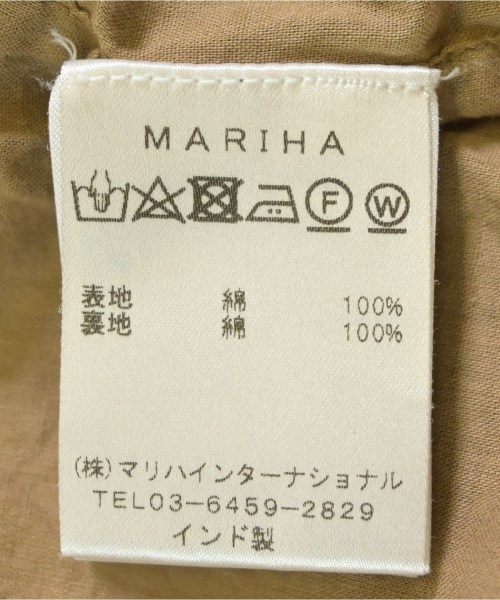 MARIHA
F W
表地 綿 100%
裏地 綿 100%
(株)マリハインターナショナル
TEL03-6459-2829
インド製